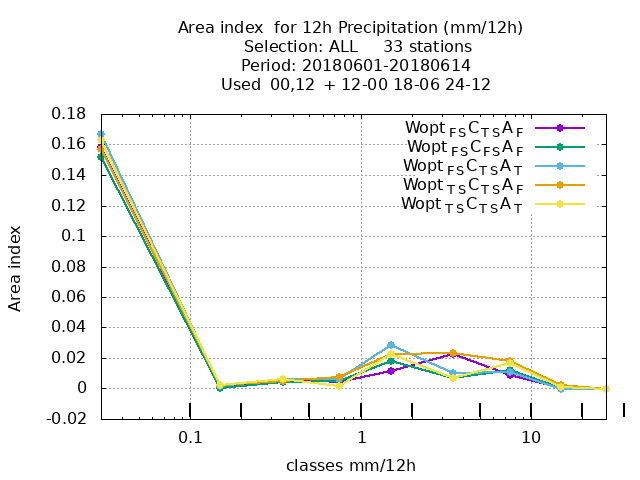 Area index for 12h Precipitation (mm/12h)
Selection: ALL 33 stations
Period: 20180601-20180614
Used 00,12 + 12-00 18-06 24-12
Wopt FS C TS A F
Wopt FS C FS A F
Wopt FS C TS A T
Wopt TS C TS A F
Wopt TS C TS A T
0.18
0.16
0.14
0.12
0.1
0.08
0.06
0.04
0.02
0
-0.02
Area index
0.1 1 10
classes mm/12h